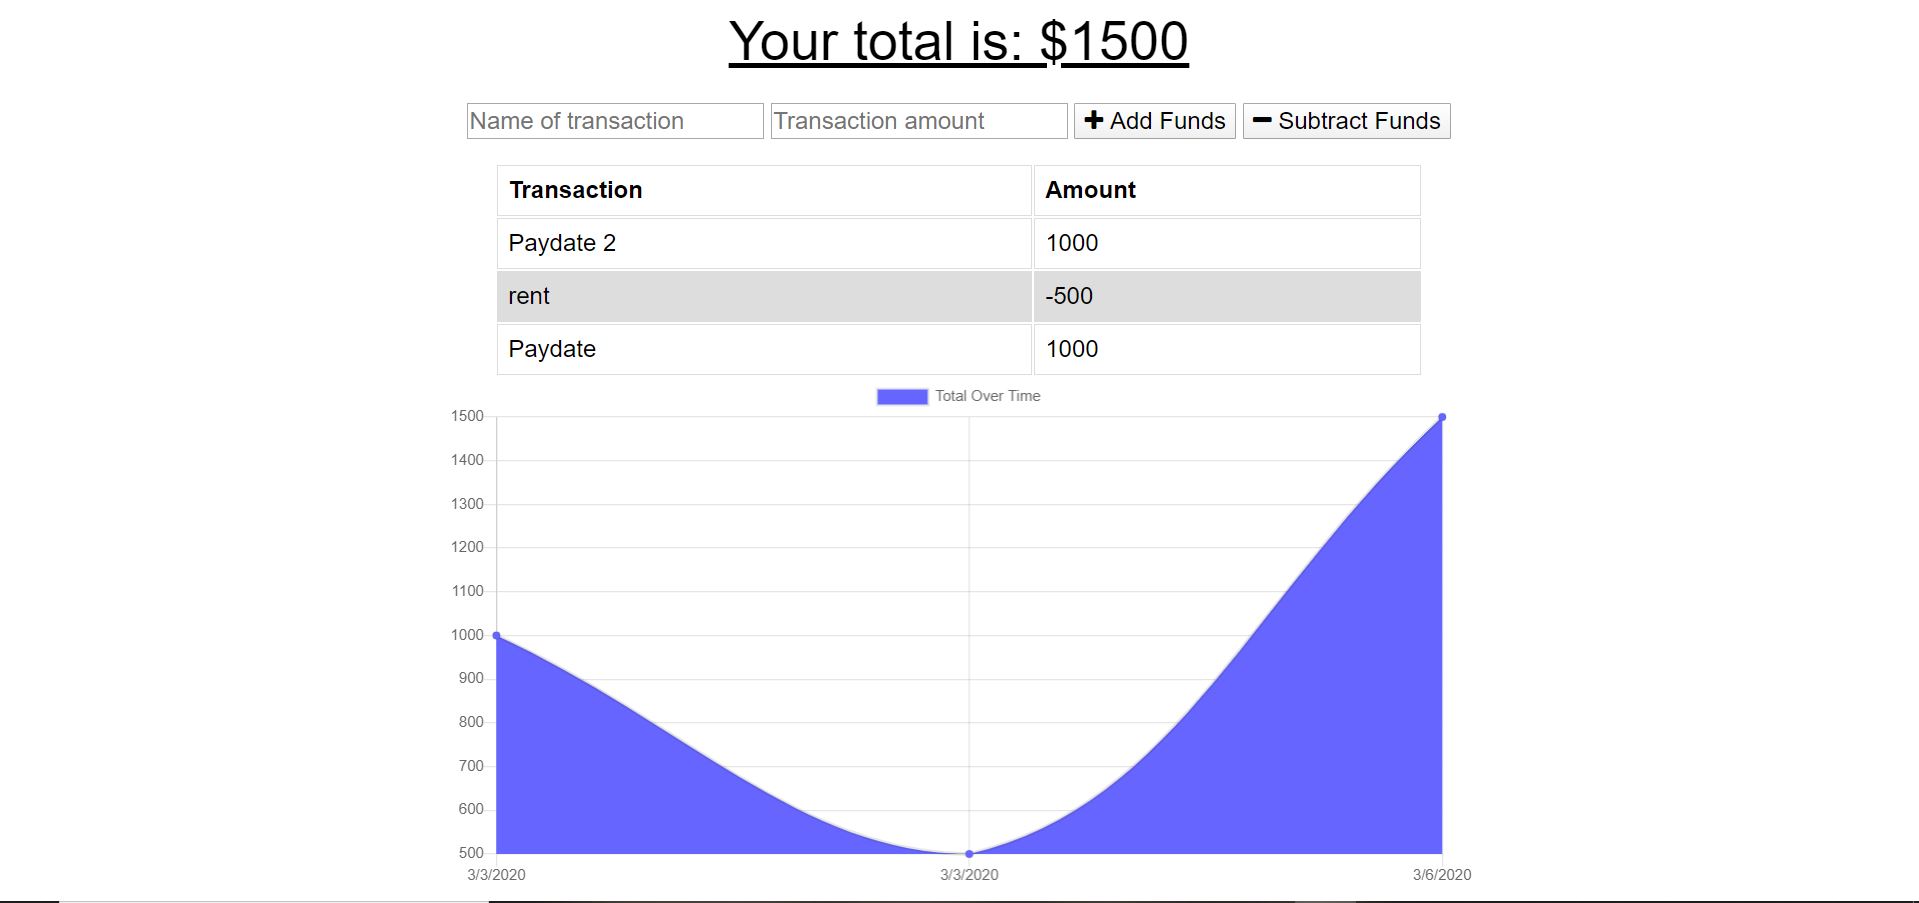 Your total is: $1500
Name of transaction Transaction amount Add Funds Subtract Funds
Transaction Amount
Paydate 2 1000
rent -500
Paydate 1000
Total Over Time
1500
1400
1300
1200
1100
1000
900
800
700
600
500
3/3/2020 3/3/2020 3/6/2020